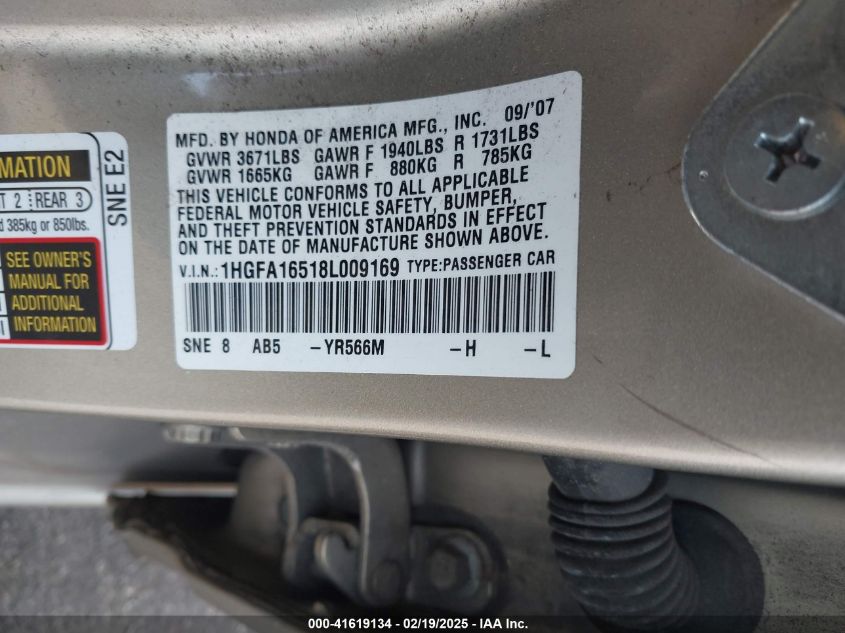 MFD. BY HONDA OF AMERICA MFG., INC. 09/'07
GVWR 3671LBS GAWR F 1940LBS R 1731LBS
GVWR 1665KG GAWR F 880KG R 785KG
THIS VEHICLE CONFORMS TO ALL APPLICABLE
FEDERAL MOTOR VEHICLE SAFETY, BUMPER,
AND THEFT PREVENTION STANDARDS IN EFFECT
ON THE DATE OF MANUFACTURE SHOWN ABOVE.
V.I.N.: 1HGFA16518L009169 TYPE:PASSENGER CAR
SNE 8 AB5 -YR566M -H -L
MATION
2 REAR 3
385kg or 850lbs.
SEE OWNER'S
MANUAL FOR
ADDITIONAL
INFORMATION
SNE E2
000-41619134 - 02/19/2025 - IAA Inc.